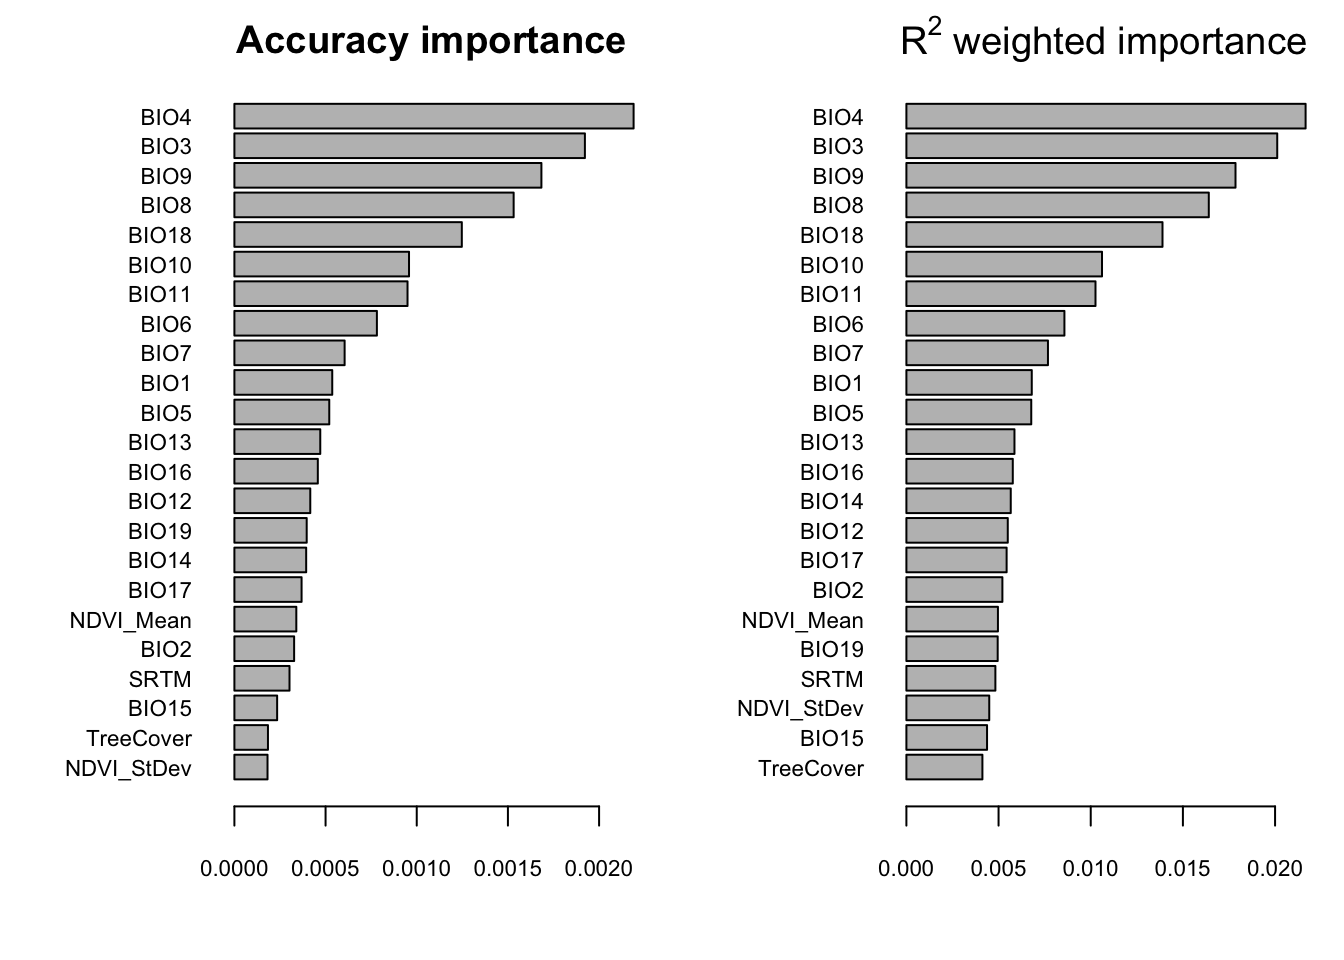 Accuracy importance
BIO4
BIO3
BIO9
BIO8
BIO18
BIO10
BIO11
BIO6
BIO7
BIO1
BIO5
BIO13
BIO16
BIO12
BIO19
BIO14
BIO17
NDVI_Mean
BIO2
SRTM
BIO15
TreeCover
NDVI_StDev
0.0000 0.0005 0.0010 0.0015 0.0020
R² weighted importance
BIO4
BIO3
BIO9
BIO8
BIO18
BIO10
BIO11
BIO6
BIO7
BIO1
BIO5
BIO13
BIO16
BIO14
BIO12
BIO17
BIO2
NDVI_Mean
BIO19
SRTM
NDVI_StDev
BIO15
TreeCover
0.000 0.005 0.010 0.015 0.020